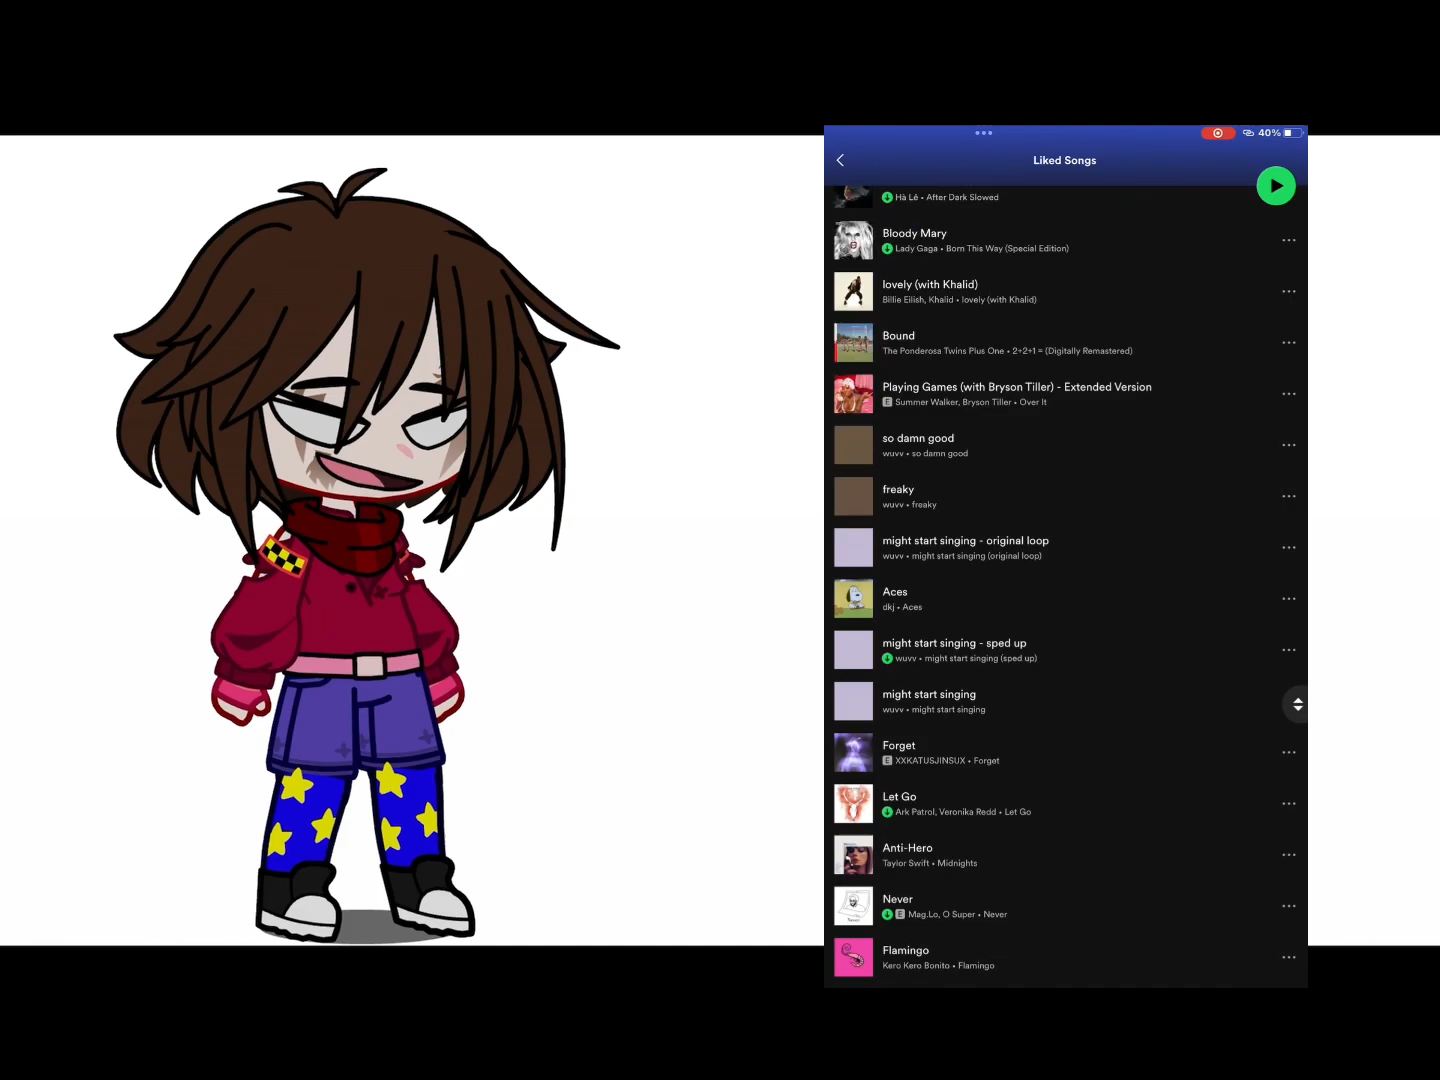 40%
Liked Songs
Hà Lê • After Dark Slowed
Bloody Mary
Lady Gaga • Born This Way (Special Edition)
lovely (with Khalid)
Billie Eilish, Khalid • lovely (with Khalid)
Bound
The Ponderosa Twins Plus One • 2+2+1 = (Digitally Remastered)
Playing Games (with Bryson Tiller) - Extended Version
E Summer Walker, Bryson Tiller • Over It
so damn good
wuvv • so damn good
freaky
wuvv • freaky
might start singing - original loop
wuvv • might start singing (original loop)
Aces
dkj • Aces
might start singing - sped up
wuvv • might start singing (sped up)
might start singing
wuvv • might start singing
Forget
E XXKATUSJINSUX • Forget
Let Go
Ark Patrol, Veronika Redd • Let Go
Anti-Hero
Taylor Swift • Midnights
Never
E Mag.Lo, O Super • Never
Flamingo
Kero Kero Bonito • Flamingo